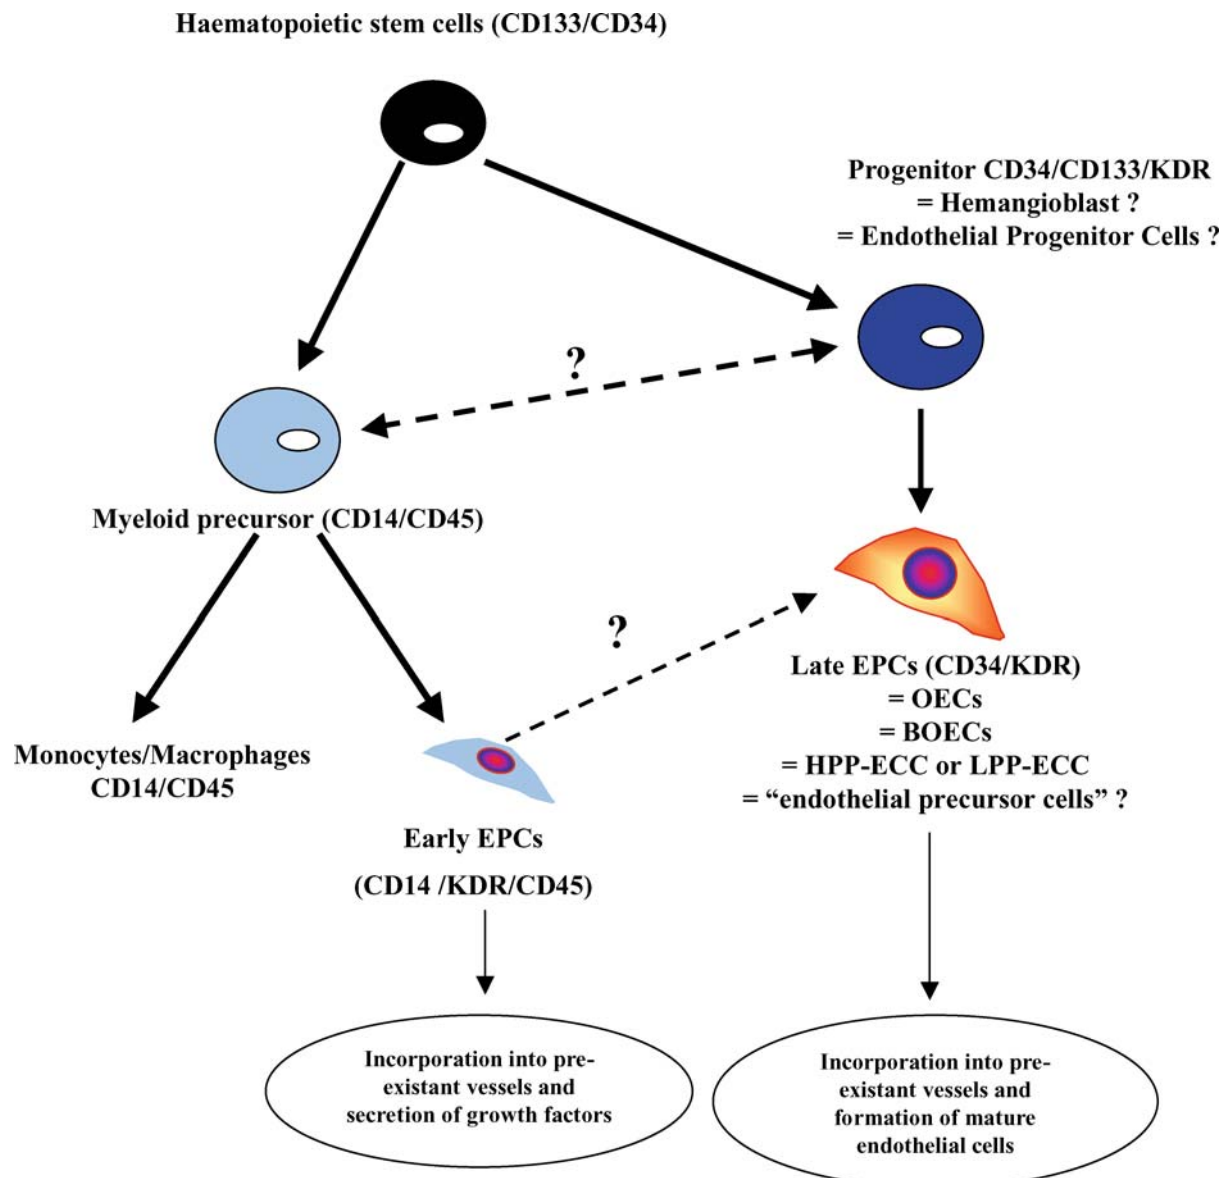 Haematopoietic stem cells (CD133/CD34)
Progenitor CD34/CD133/KDR
= Hemangioblast ?
= Endothelial Progenitor Cells ?
?
Myeloid precursor (CD14/CD45)
?
Late EPCs (CD34/KDR)
= OECs
= BOECs
= HPP-ECC or LPP-ECC
= “endothelial precursor cells” ?
Monocytes/Macrophages
CD14/CD45
Early EPCs
(CD14 /KDR/CD45)
Incorporation into pre-
existant vessels and
secretion of growth factors
Incorporation into pre-
existant vessels and
formation of mature
endothelial cells